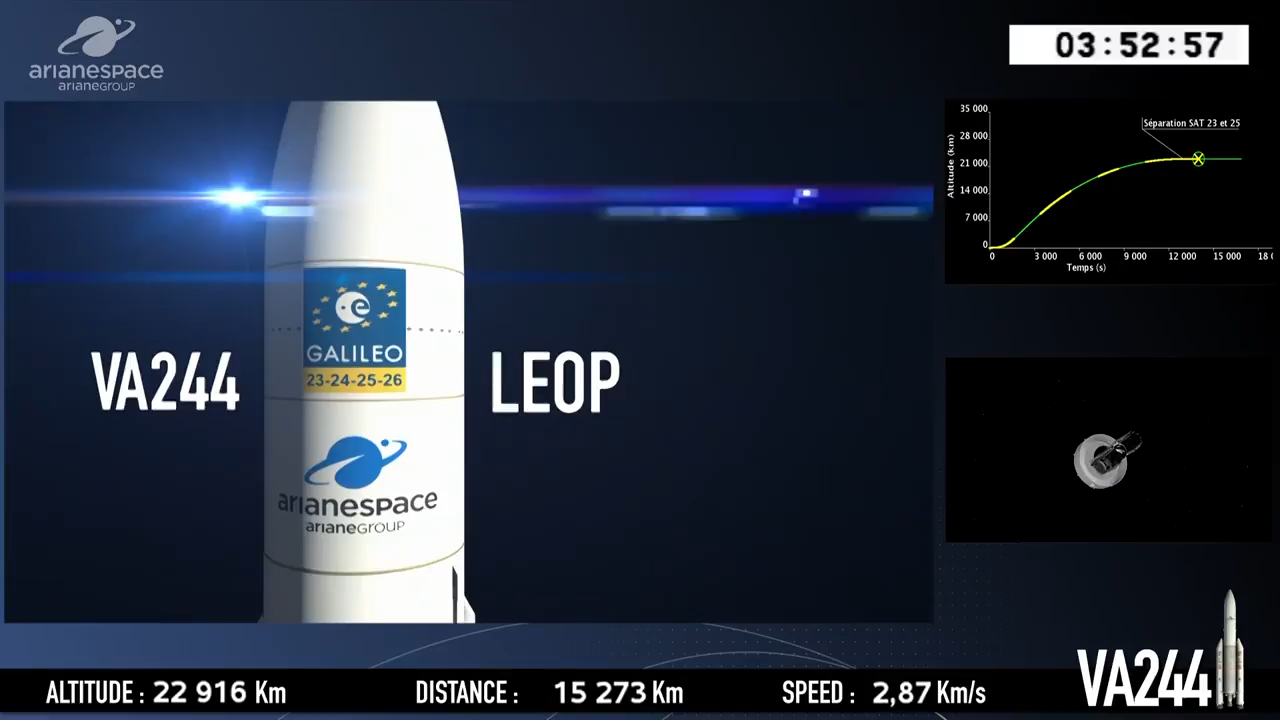 arianespace
arianeGROUP
03:52:57
35 000
28 000
21 000
14 000
7 000
0
Altitude (km)
Séparation SAT 23 et 25
0 3 000 6 000 9 000 12 000 15 000 18 0
Temps (s)
GALILEO
23-24-25-26
VA244
LEOP
arianespace
arianeGROUP
VA244
ALTITUDE : 22 916 Km DISTANCE : 15 273 Km SPEED : 2,87 Km/s